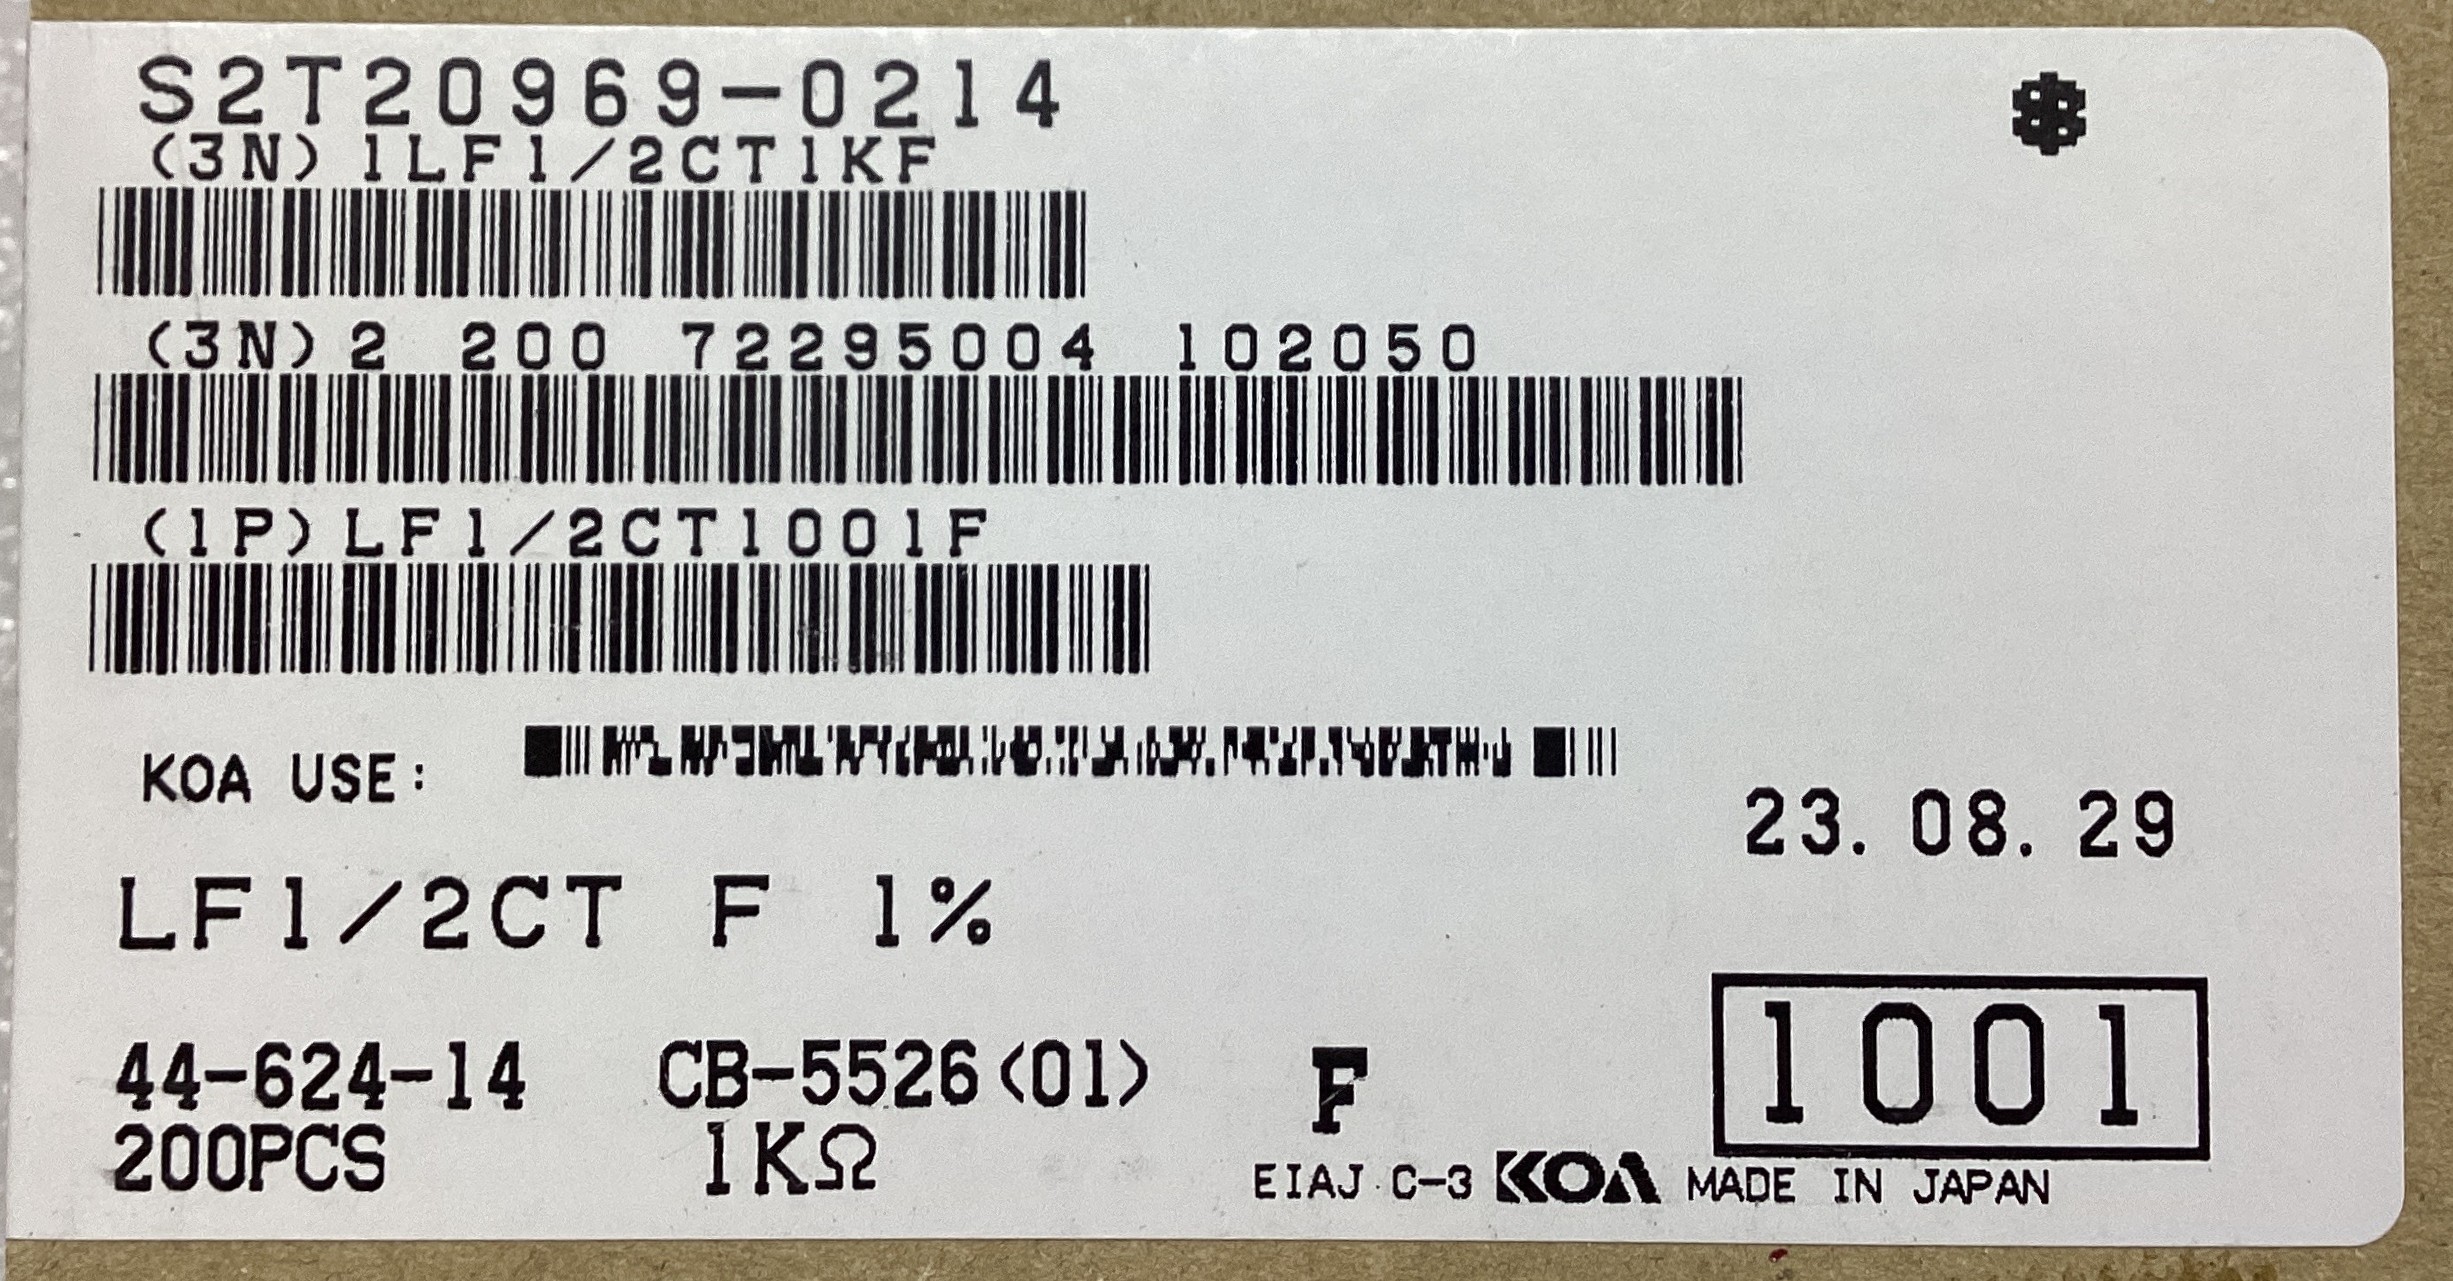 S2T20969-0214
(3N)1LF1/2CT1KF
(3N)2 200 72295004 102050
(1P)LF1/2CT1001F
KOA USE:
23.08.29
LF1/2CT F 1%
44-624-14 CB-5526(01) F 1001
200PCS 1KΩ
EIAJ C-3 KOA MADE IN JAPAN